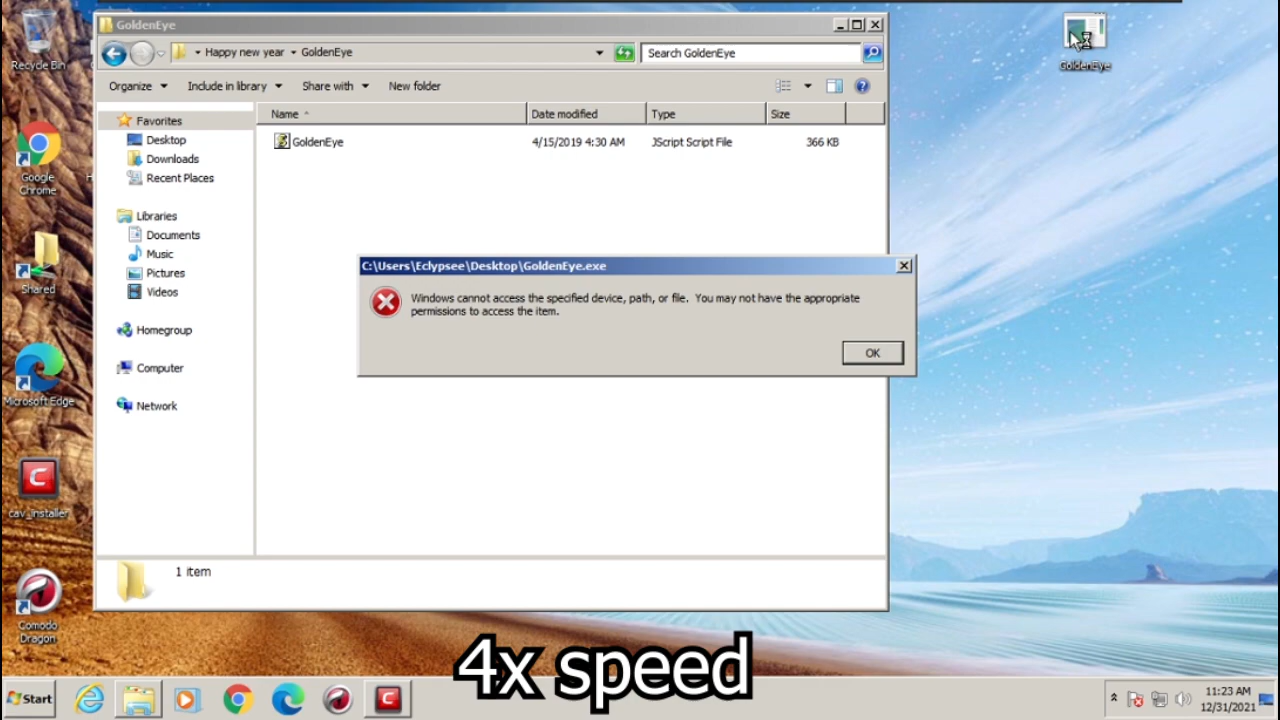 GoldenEye
Happy new year
GoldenEye
Search GoldenEye
Organize
Include in library
Share with
New folder
Name
Date modified
Type
Size
GoldenEye
4/15/2019 4:30 AM
JScript Script File
366 KB
Favorites
Desktop
Downloads
Recent Places
Libraries
Documents
Music
Pictures
Videos
Homegroup
Computer
Network
1 item
C:\Users\Eclypsee\Desktop\GoldenEye.exe
Windows cannot access the specified device, path, or file. You may not have the appropriate
permissions to access the item.
OK
Recycle Bin
Google
Chrome
H
Shared
Microsoft Edge
cav_installer
Comodo
Dragon
GoldenEye
4x speed
Start
11:23 AM
12/31/2021